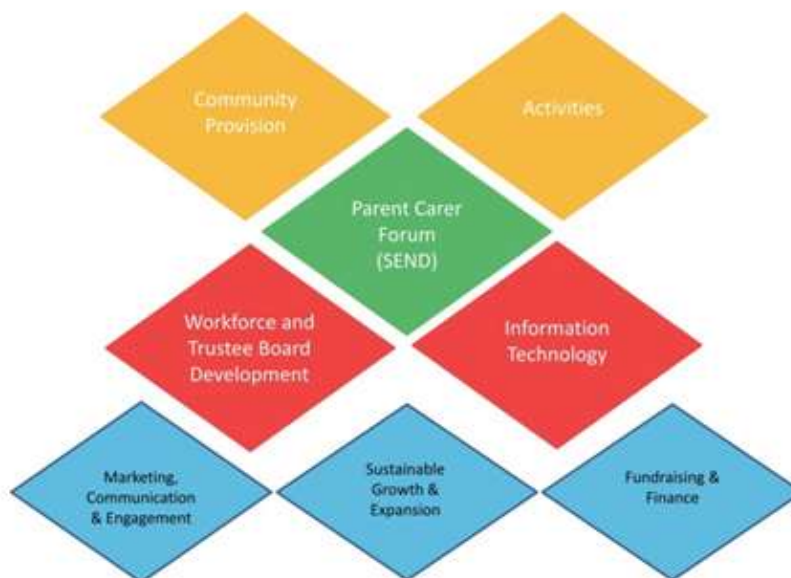 Community
Provision
Activities
Parent Carer
Forum
(SEND)
Workforce and
Trustee Board
Development
Information
Technology
Marketing,
Communication
& Engagement
Sustainable
Growth &
Expansion
Fundraising &
Finance